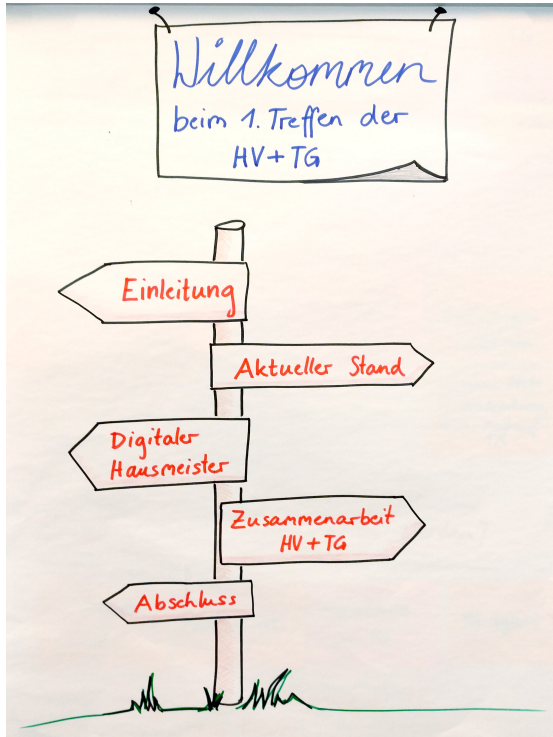 Willkommen
beim 1. Treffen der
HV+TG
Einleitung
Aktueller Stand
Digitaler
Hausmeister
Zusammenarbeit
HV+TG
Abschluss